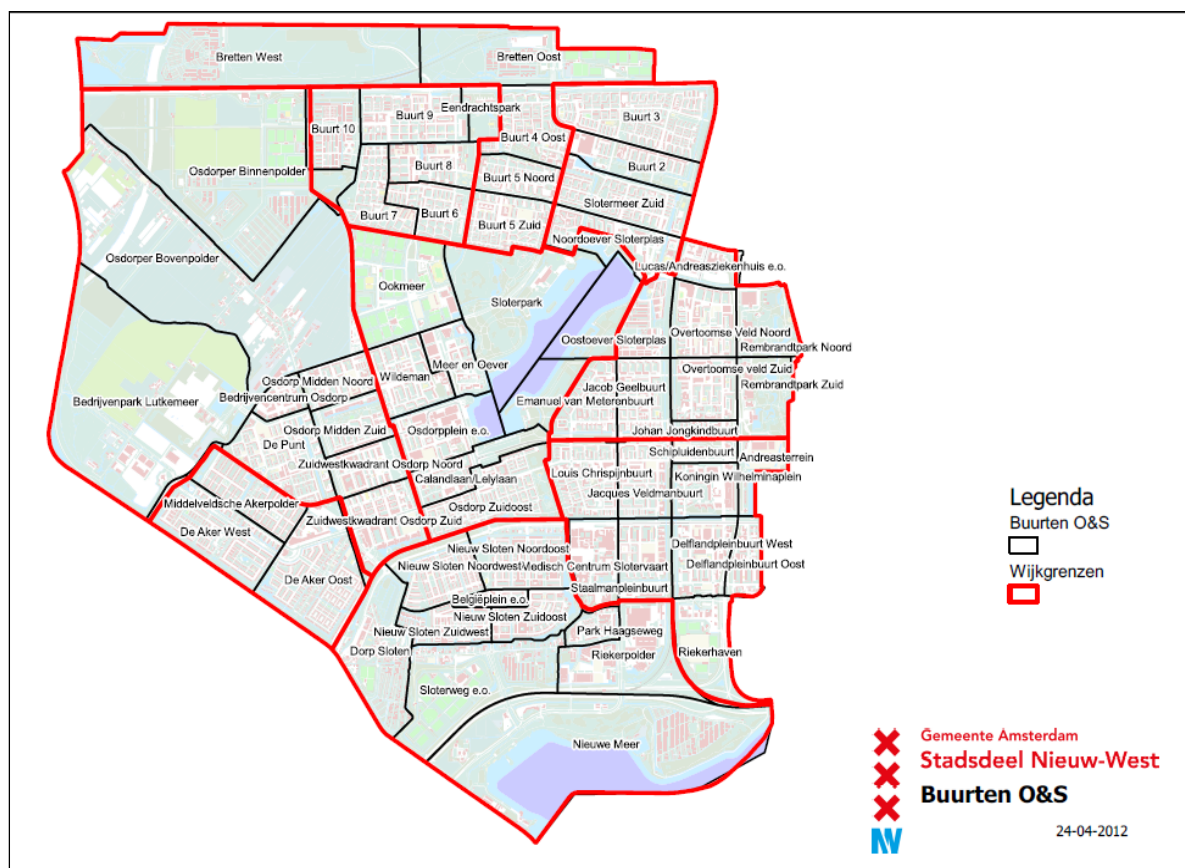 Bretten West
Bretten Oost
Eendrachtspark
Buurt 10
Buurt 9
Buurt 3
Buurt 4 Oost
Buurt 8
Buurt 2
Osdorper Binnenpolder
Buurt 5 Noord
Slotermeer Zuid
Buurt 7
Buurt 6
Buurt 5 Zuid
Noordoever Sloterplas
Osdorper Bovenpolder
Lucas/Andreasziekenhuis e.o.
Ookmeer
Sloterpark
Oostoever Sloterplas
Overtoomse Veld Noord
Rembrandtpark Noord
Meer en Oever
Overtoomse veld Zuid
Osdorp Midden Noord
Wildeman
Jacob Geelbuurt
Rembrandtpark Zuid
Bedrijvenpark Lutkemeer
Bedrijvencentrum Osdorp
Emanuel van Meterenbuurt
Osdorp Midden Zuid
Osdorpplein e.o.
Johan Jongkindbuurt
De Punt
Schipluidenbuurt
Andreasterrein
Zuidwestkwadrant Osdorp Noord
Louis Chrispijnbuurt
Calandlaan/Lelylaan
Koningin Wilhelminaplein
Jacques Veldmanbuurt
Middelveldsche Akerpolder
Osdorp Zuidoost
Zuidwestkwadrant Osdorp Zuid
De Aker West
Nieuw Sloten Noordoost
Delflandpleinbuurt West
Nieuw Sloten Noordwest
Medisch Centrum Slotervaart
Delflandpleinbuurt Oost
De Aker Oost
Staalmanpleinbuurt
Belgiëplein e.o.
Nieuw Sloten Zuidoost
Nieuw Sloten Zuidwest
Park Haagseweg
Dorp Sloten
Riekerpolder
Riekerhaven
Sloterweg e.o.
Nieuwe Meer
Legenda
Buurten O&S
Wijkgrenzen
Gemeente Amsterdam
Stadsdeel Nieuw-West
Buurten O&S
24-04-2012
NW